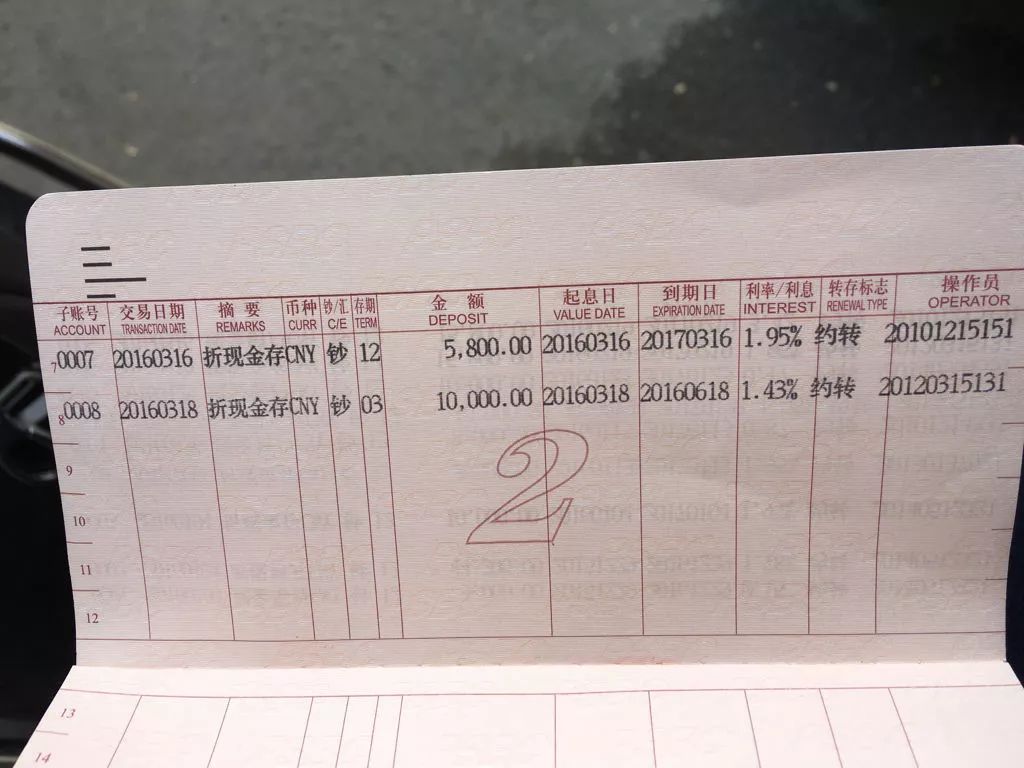 子账号 交易日期 摘要 币种 钞/汇 存期 金额 起息日 到期日 利率/利息 转存标志 操作员
ACCOUNT TRANSACTION DATE REMARKS CURR C/E TERM DEPOSIT VALUE DATE EXPIRATION DATE INTEREST RENEWAL TYPE OPERATOR
7 0007 20160316 折现金存 CNY 钞 12 5,800.00 20160316 20170316 1.95% 约转 20101215151
8 0008 20160318 折现金存 CNY 钞 03 10,000.00 20160318 20160618 1.43% 约转 20120315131
9
2
10
11
12
13
14